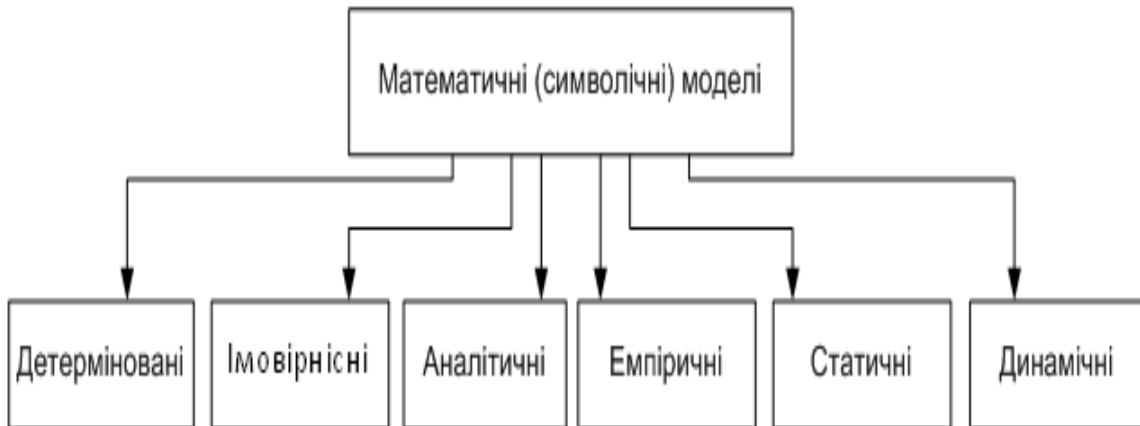 Математичні (символічні) моделі
Детерміновані
Імовірнісні
Аналітичні
Емпіричні
Статичні
Динамічні